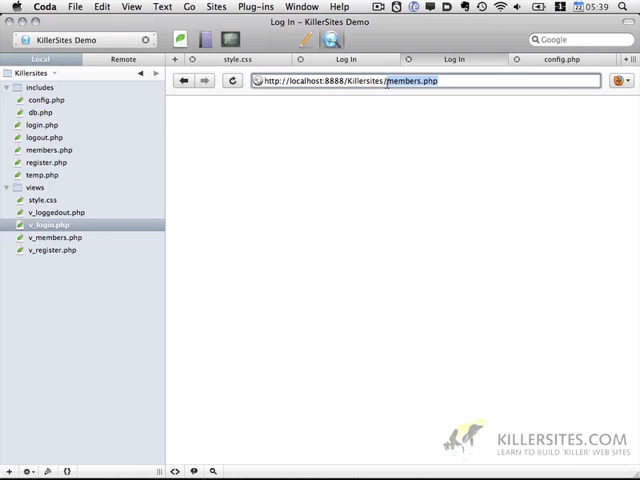 Coda File Edit View Text Go Sites Plug-ins Window Help 05:39
Log In – KillerSites Demo
KillerSites Demo
Google
Local Remote
style.css Log In Log In config.php
Killersites
http://localhost:8888/Killersites/members.php
includes
config.php
db.php
login.php
logout.php
members.php
register.php
temp.php
views
style.css
v_loggedout.php
v_login.php
v_members.php
v_register.php
KILLERSITES.COM
LEARN TO BUILD 'KILLER' WEB SITES